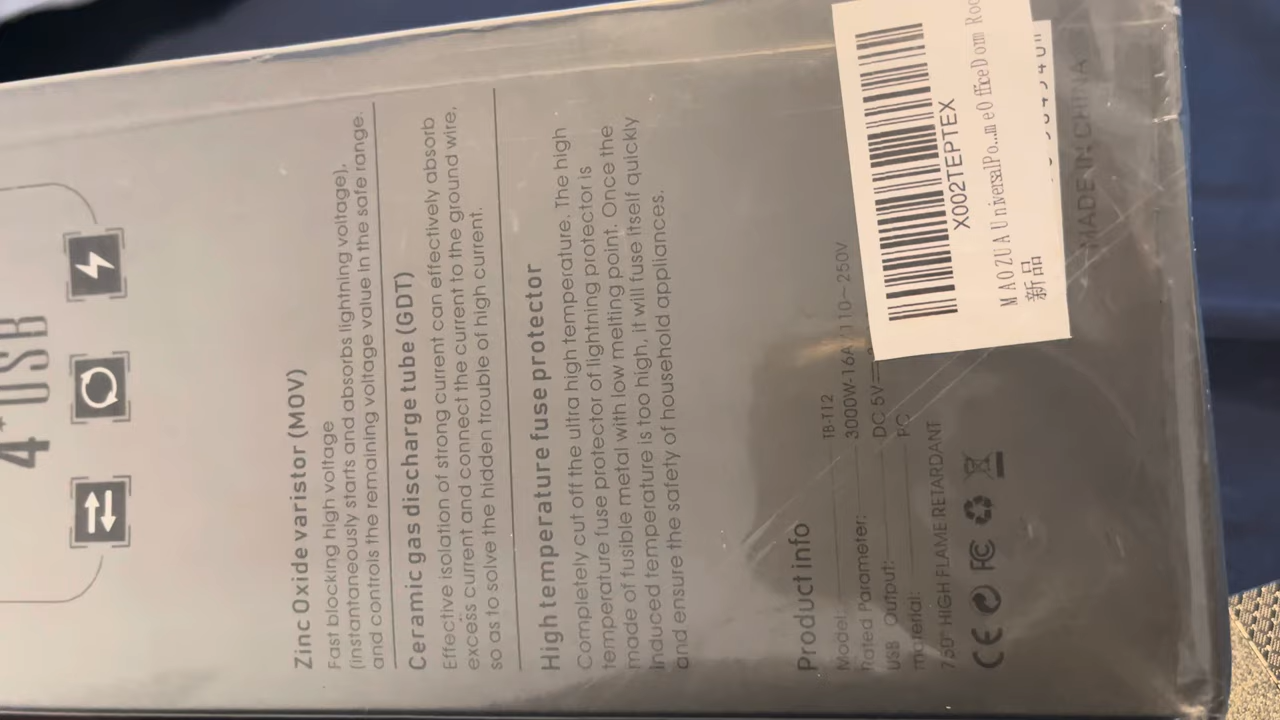 4*USB
Zinc Oxide varistor (MOV)
Fast blocking high voltage
(instantaneously starts and absorbs lightning voltage),
and controls the remaining voltage value in the safe range.
Ceramic gas discharge tube (GDT)
Effective isolation of strong current can effectively absorb
excess current and connect the current to the ground wire,
so as to solve the hidden trouble of high current.
High temperature fuse protector
Completely cut off the ultra high temperature. The high
temperature fuse protector of lightning protector is
made of fusible metal with low melting point. Once the
induced temperature is too high, it will fuse itself quickly
and ensure the safety of household appliances.
Product info
Model: TB-T12
Rated Parameter: 3000W-16A/110~250V
USB Output: DC 5V
material: PC
750° HIGH FLAME RETARDANT
CE FC
X002TEPTEX
MAOZUA UniversalPo...me OfficeDorm Roo
新品
MADE IN CHINA